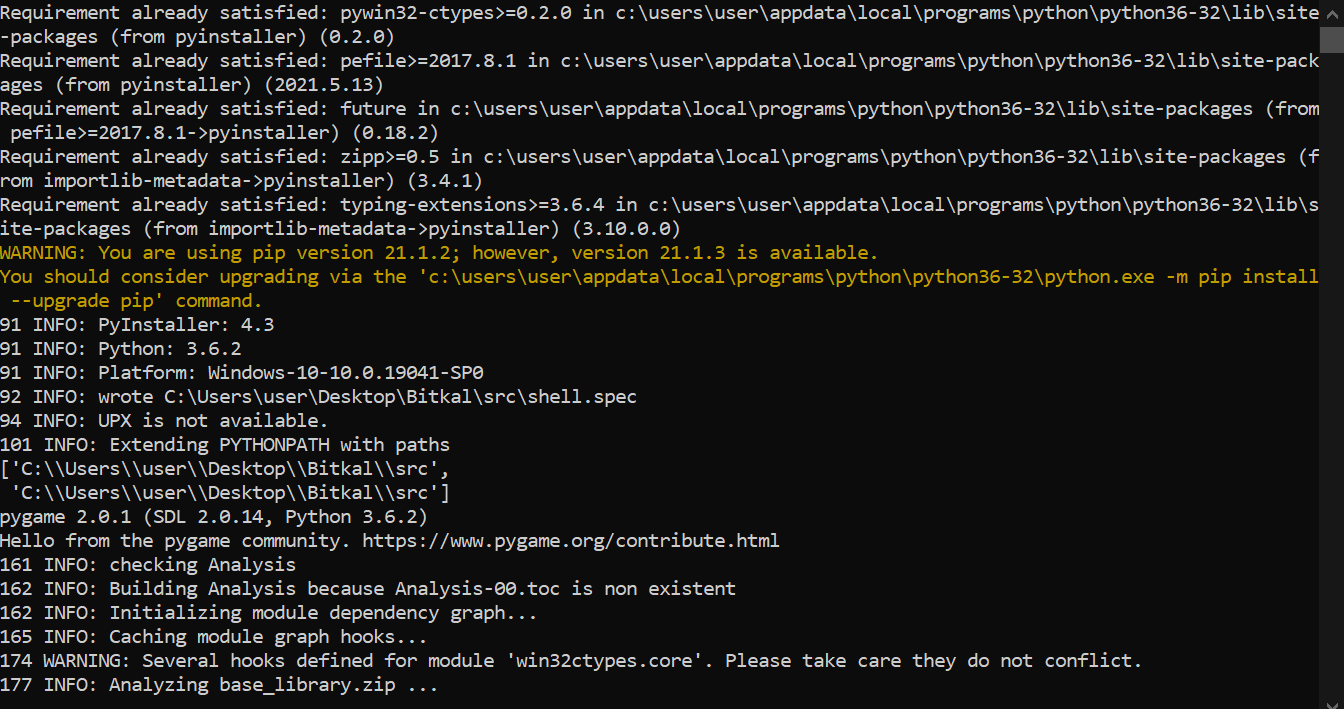 Requirement already satisfied: pywin32-ctypes>=0.2.0 in c:\users\user\appdata\local\programs\python\python36-32\lib\site
-packages (from pyinstaller) (0.2.0)
Requirement already satisfied: pefile>=2017.8.1 in c:\users\user\appdata\local\programs\python\python36-32\lib\site-pack
ages (from pyinstaller) (2021.5.13)
Requirement already satisfied: future in c:\users\user\appdata\local\programs\python\python36-32\lib\site-packages (from
 pefile>=2017.8.1->pyinstaller) (0.18.2)
Requirement already satisfied: zipp>=0.5 in c:\users\user\appdata\local\programs\python\python36-32\lib\site-packages (f
rom importlib-metadata->pyinstaller) (3.4.1)
Requirement already satisfied: typing-extensions>=3.6.4 in c:\users\user\appdata\local\programs\python\python36-32\lib\s
ite-packages (from importlib-metadata->pyinstaller) (3.10.0.0)
WARNING: You are using pip version 21.1.2; however, version 21.1.3 is available.
You should consider upgrading via the 'c:\users\user\appdata\local\programs\python\python36-32\python.exe -m pip install
 --upgrade pip' command.
91 INFO: PyInstaller: 4.3
91 INFO: Python: 3.6.2
91 INFO: Platform: Windows-10-10.0.19041-SP0
92 INFO: wrote C:\Users\user\Desktop\Bitkal\src\shell.spec
94 INFO: UPX is not available.
101 INFO: Extending PYTHONPATH with paths
['C:\\Users\\user\\Desktop\\Bitkal\\src',
 'C:\\Users\\user\\Desktop\\Bitkal\\src']
pygame 2.0.1 (SDL 2.0.14, Python 3.6.2)
Hello from the pygame community. https://www.pygame.org/contribute.html
161 INFO: checking Analysis
162 INFO: Building Analysis because Analysis-00.toc is non existent
162 INFO: Initializing module dependency graph...
165 INFO: Caching module graph hooks...
174 WARNING: Several hooks defined for module 'win32ctypes.core'. Please take care they do not conflict.
177 INFO: Analyzing base_library.zip ...